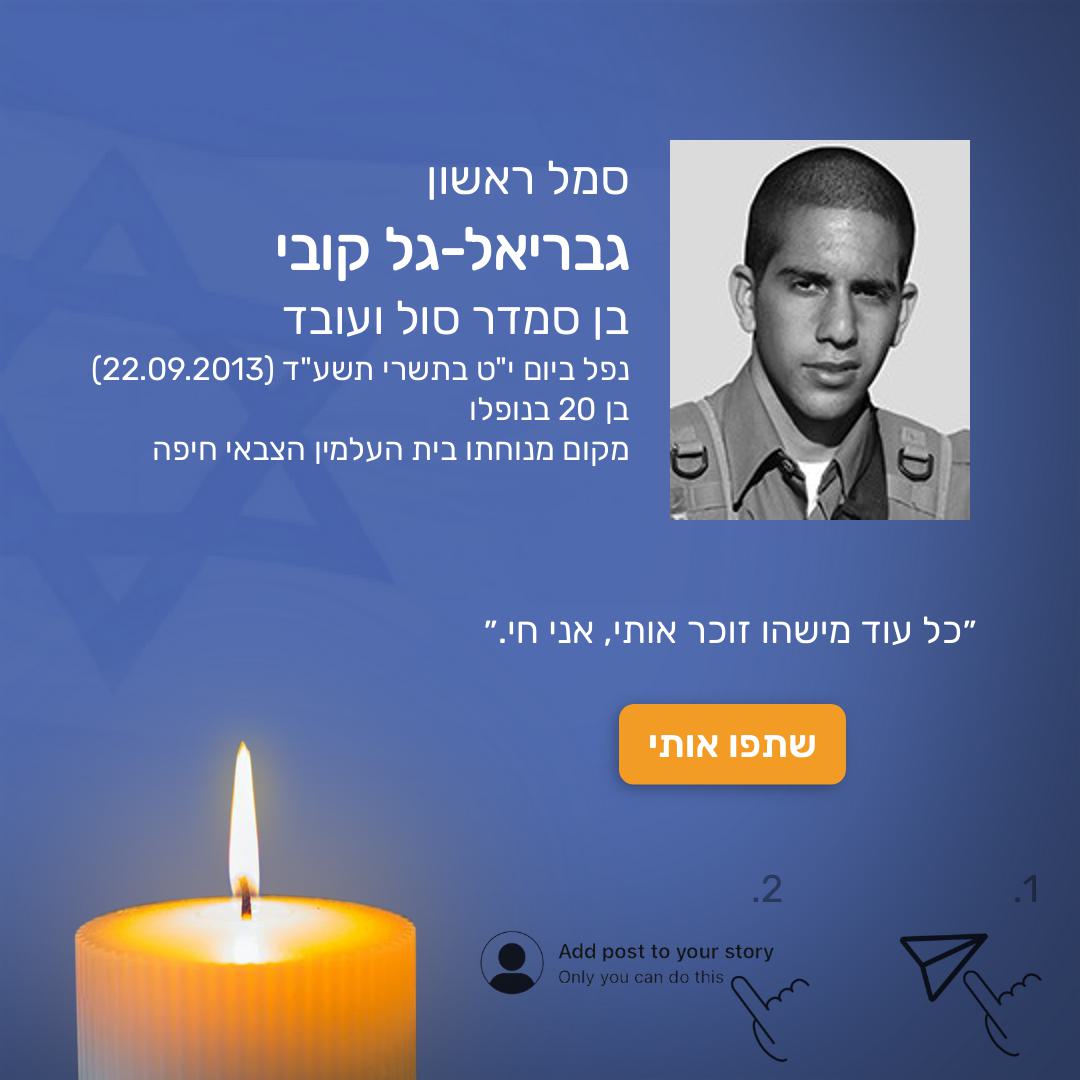 סמל ראשון
גבריאל-גל קובי
בן סמדר סול ועובד
נפל ביום י"ט בתשרי תשע"ד (22.09.2013)
בן 20 בנופלו
מקום מנוחתו בית העלמין הצבאי חיפה
״כל עוד מישהו זוכר אותי, אני חי.״
שתפו אותי
1.
2.
Add post to your story
Only you can do this